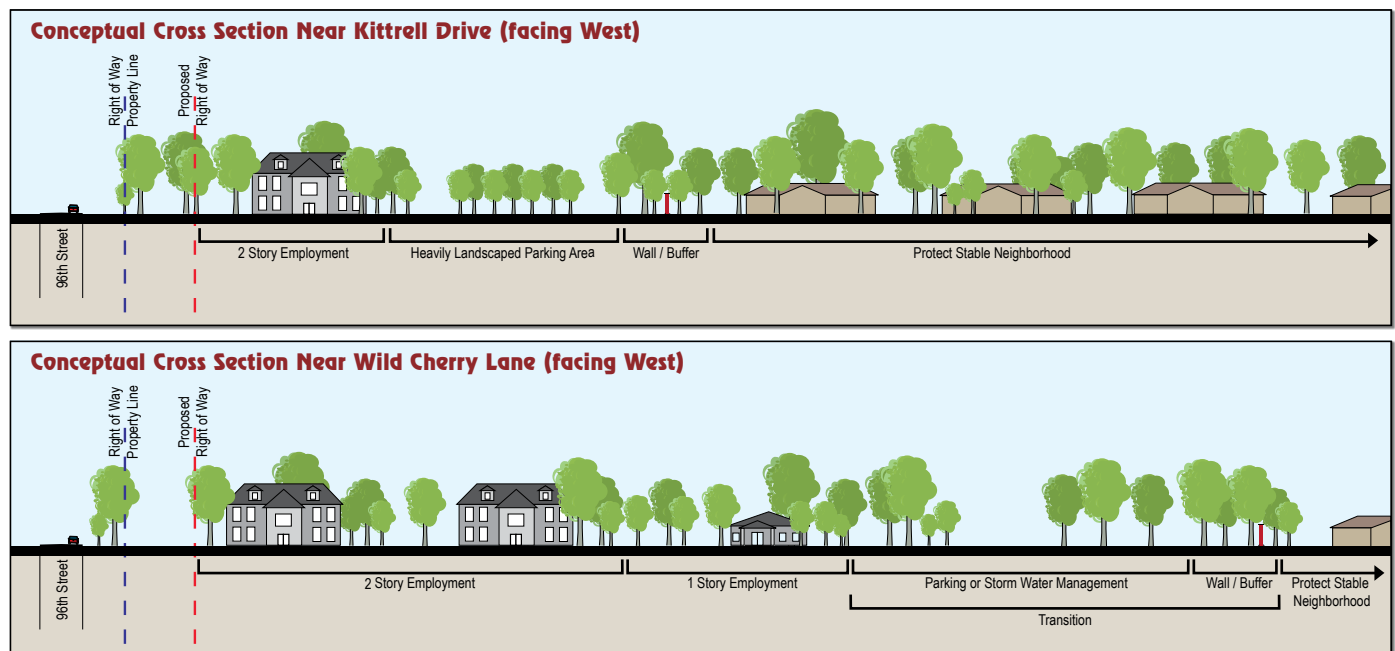 Conceptual Cross Section Near Kittrell Drive (facing West)
Right of Way
Property Line
Proposed
Right of Way
96th Street
2 Story Employment
Heavily Landscaped Parking Area
Wall / Buffer
Protect Stable Neighborhood
Conceptual Cross Section Near Wild Cherry Lane (facing West)
Right of Way
Property Line
Proposed
Right of Way
96th Street
2 Story Employment
1 Story Employment
Parking or Storm Water Management
Wall / Buffer
Protect Stable
Neighborhood
Transition